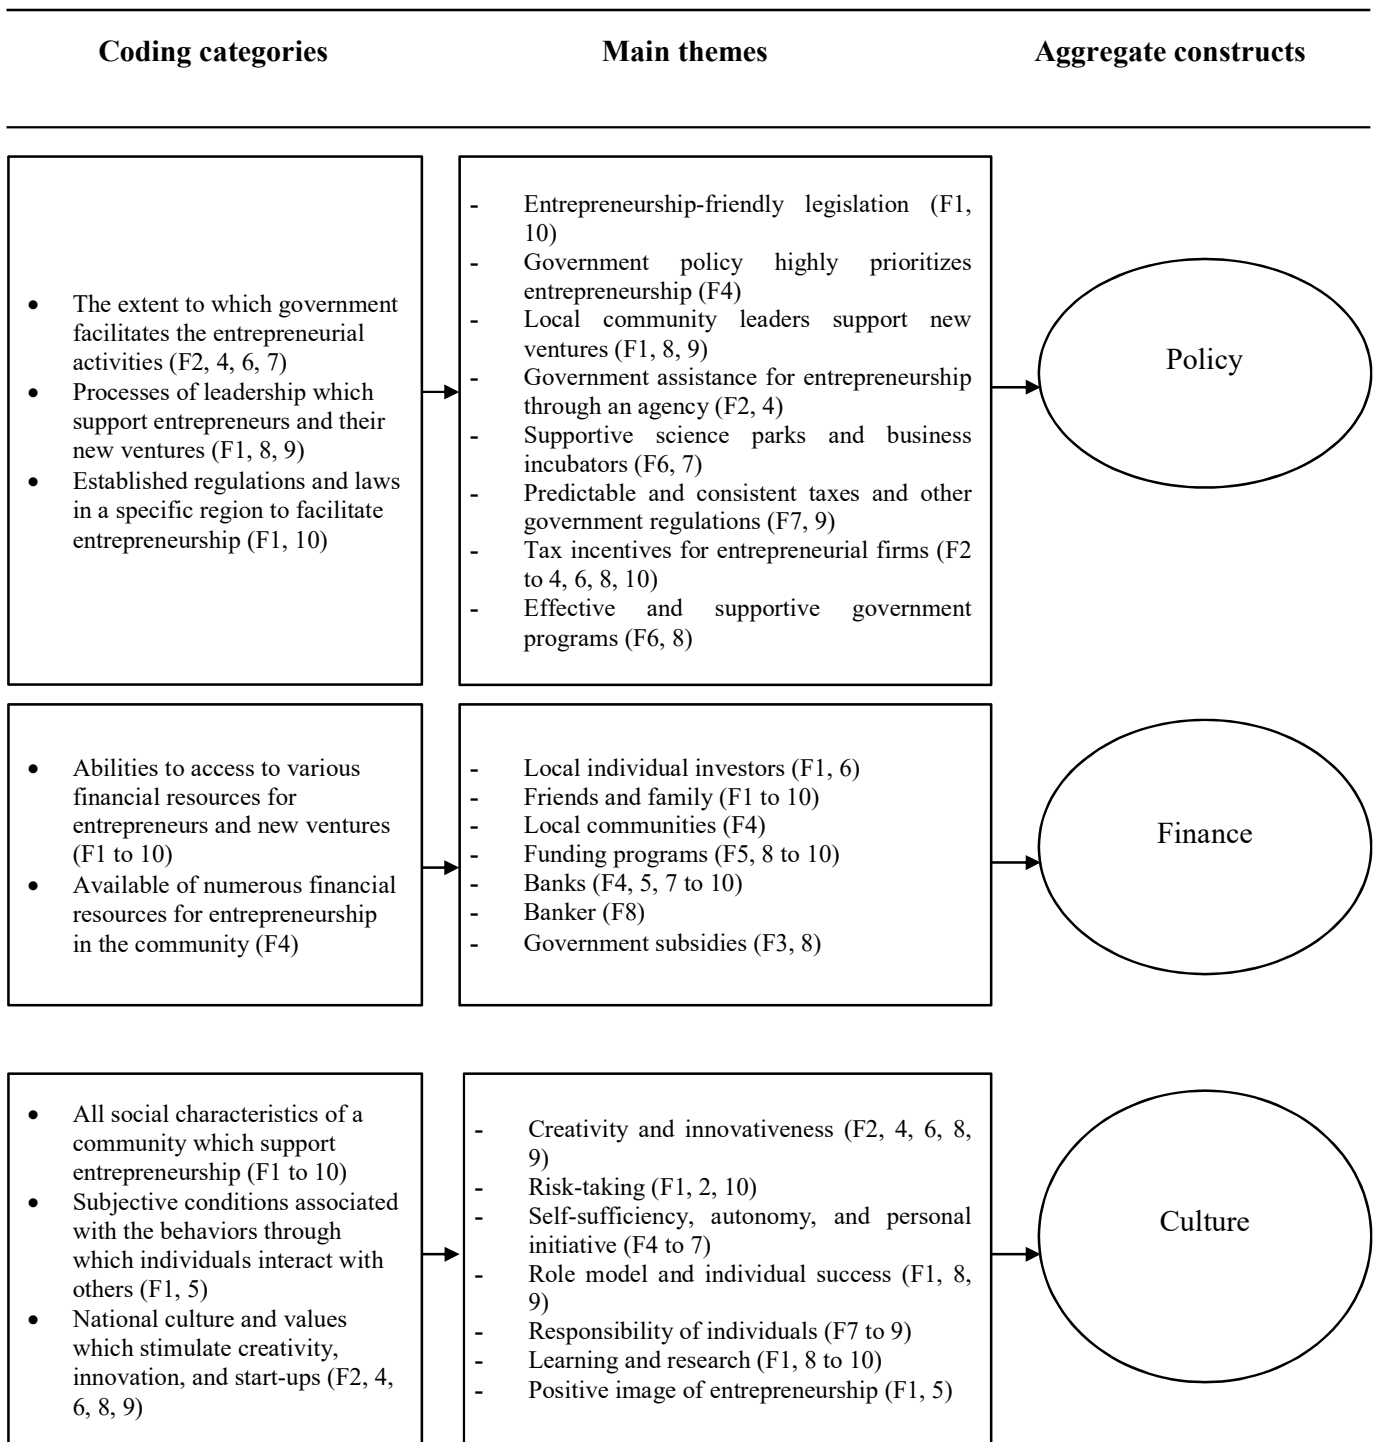 Coding categories
Main themes
Aggregate constructs
• The extent to which government
facilitates the entrepreneurial
activities (F2, 4, 6, 7)
• Processes of leadership which
support entrepreneurs and their
new ventures (F1, 8, 9)
• Established regulations and laws
in a specific region to facilitate
entrepreneurship (F1, 10)
- Entrepreneurship-friendly legislation (F1,
10)
- Government policy highly prioritizes
entrepreneurship (F4)
- Local community leaders support new
ventures (F1, 8, 9)
- Government assistance for entrepreneurship
through an agency (F2, 4)
- Supportive science parks and business
incubators (F6, 7)
- Predictable and consistent taxes and other
government regulations (F7, 9)
- Tax incentives for entrepreneurial firms (F2
to 4, 6, 8, 10)
- Effective and supportive government
programs (F6, 8)
Policy
• Abilities to access to various
financial resources for
entrepreneurs and new ventures
(F1 to 10)
• Available of numerous financial
resources for entrepreneurship
in the community (F4)
- Local individual investors (F1, 6)
- Friends and family (F1 to 10)
- Local communities (F4)
- Funding programs (F5, 8 to 10)
- Banks (F4, 5, 7 to 10)
- Banker (F8)
- Government subsidies (F3, 8)
Finance
• All social characteristics of a
community which support
entrepreneurship (F1 to 10)
• Subjective conditions associated
with the behaviors through
which individuals interact with
others (F1, 5)
• National culture and values
which stimulate creativity,
innovation, and start-ups (F2, 4,
6, 8, 9)
- Creativity and innovativeness (F2, 4, 6, 8,
9)
- Risk-taking (F1, 2, 10)
- Self-sufficiency, autonomy, and personal
initiative (F4 to 7)
- Role model and individual success (F1, 8,
9)
- Responsibility of individuals (F7 to 9)
- Learning and research (F1, 8 to 10)
- Positive image of entrepreneurship (F1, 5)
Culture